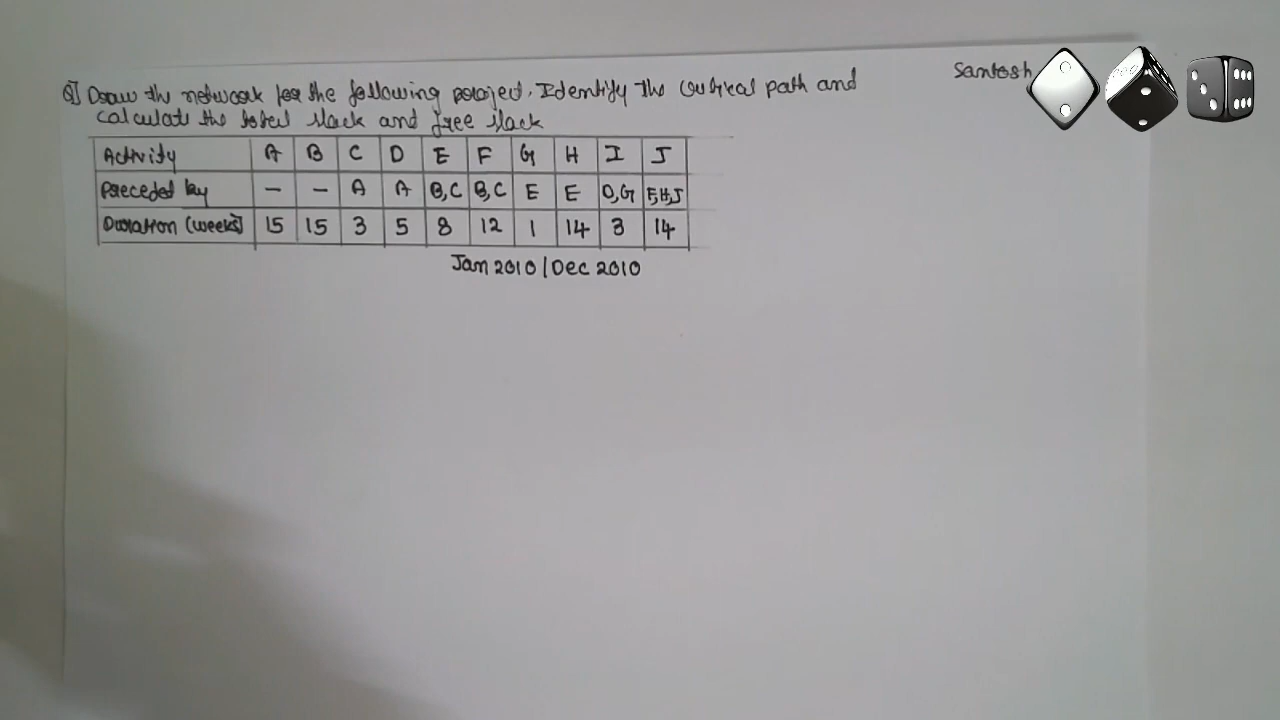 Santosh
Q] Draw the network for the following project. Identify the Critical path and
calculate the total slack and free slack
Activity A B C D E F G H I J
Preceded by – – A A B,C B,C E E D,G F,H,J
Duration (weeks) 15 15 3 5 8 12 1 14 3 14
Jan 2010 / Dec 2010